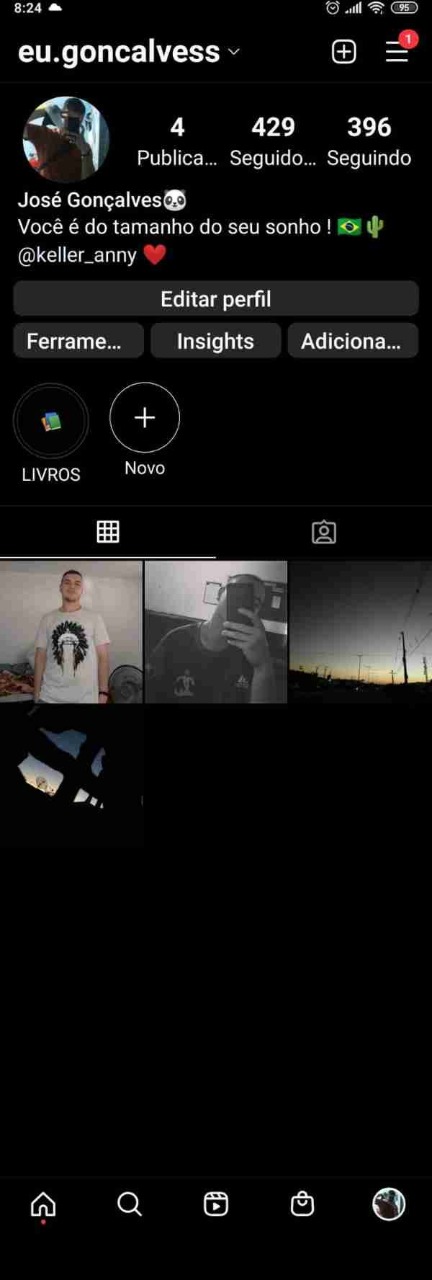 8:24
95
eu.goncalvess
1
4
429
396
Publica...
Seguido...
Seguindo
José Gonçalves🐼
Você é do tamanho do seu sonho ! 🇧🇷🌵
@keller_anny ❤️
Editar perfil
Ferrame...
Insights
Adiciona...
LIVROS
Novo